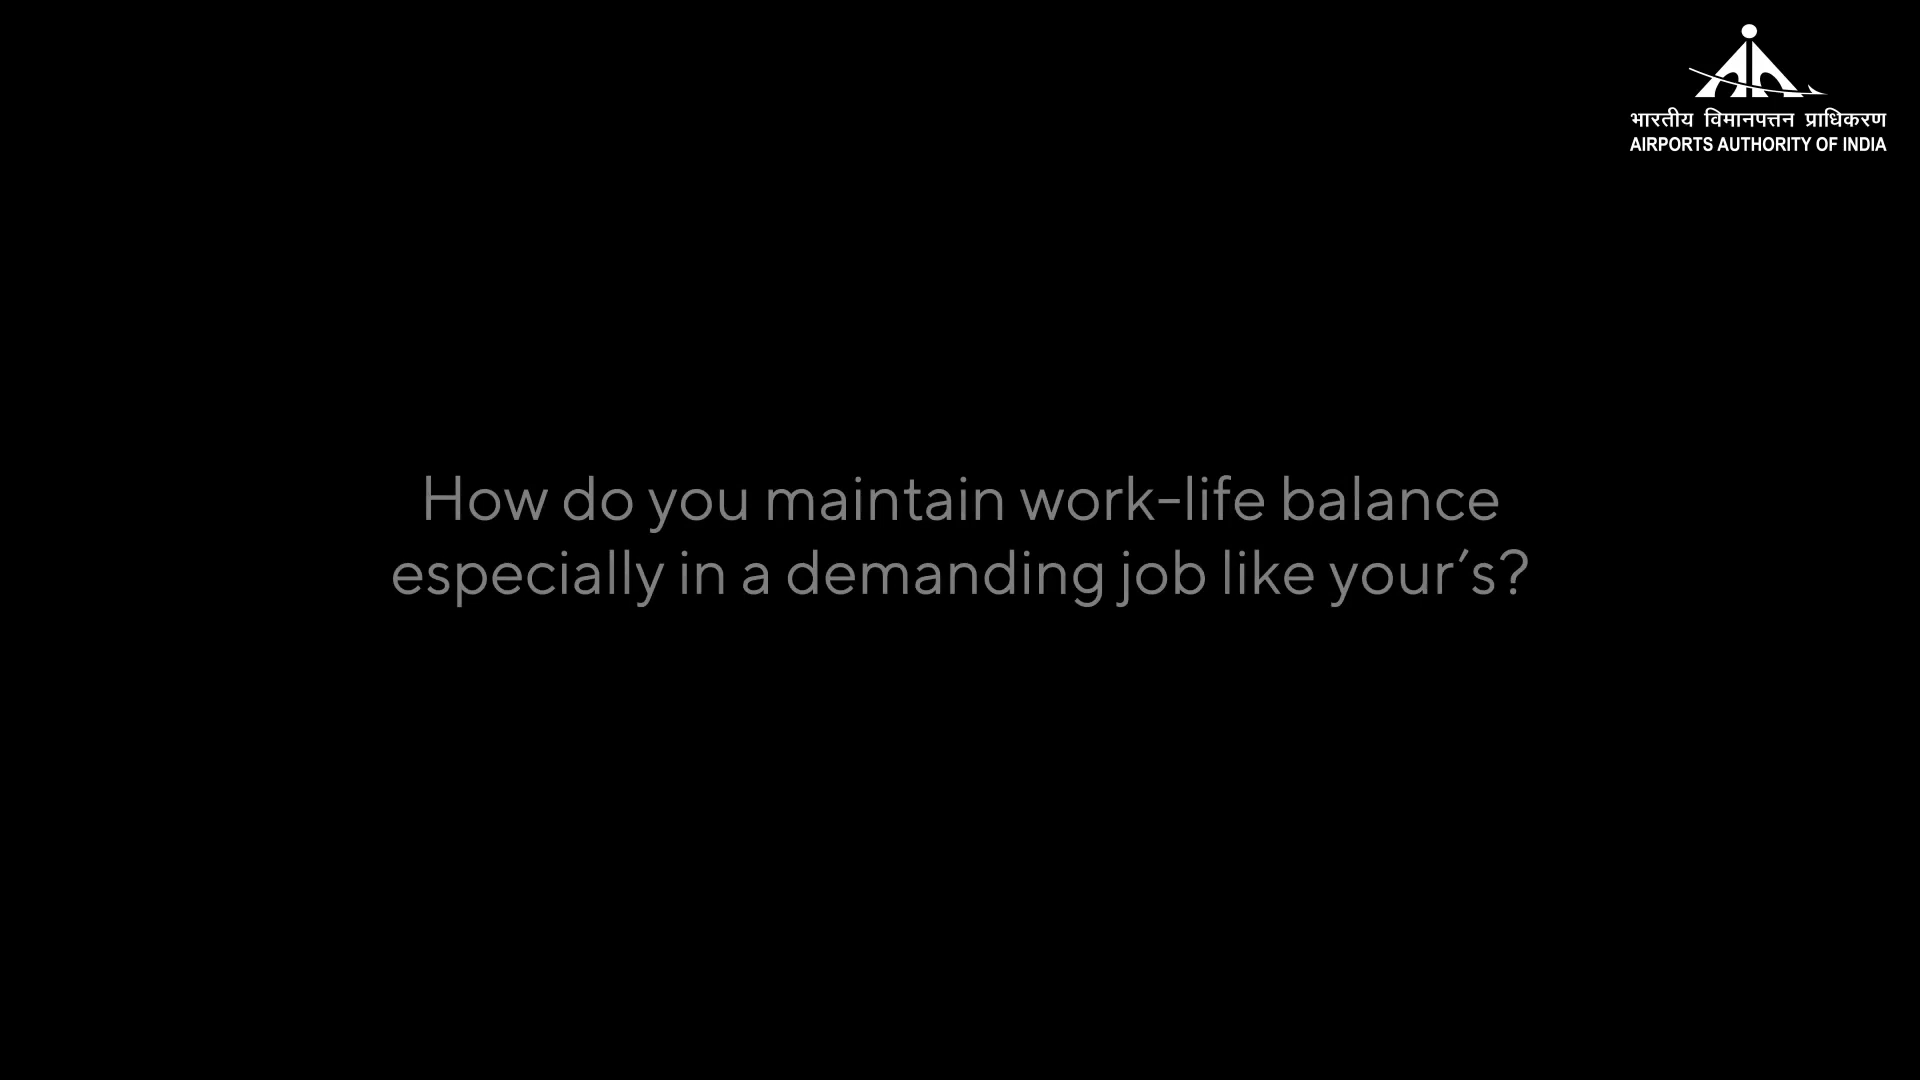 भारतीय विमानपत्तन प्राधिकरण
AIRPORTS AUTHORITY OF INDIA
How do you maintain work-life balance
especially in a demanding job like your’s?